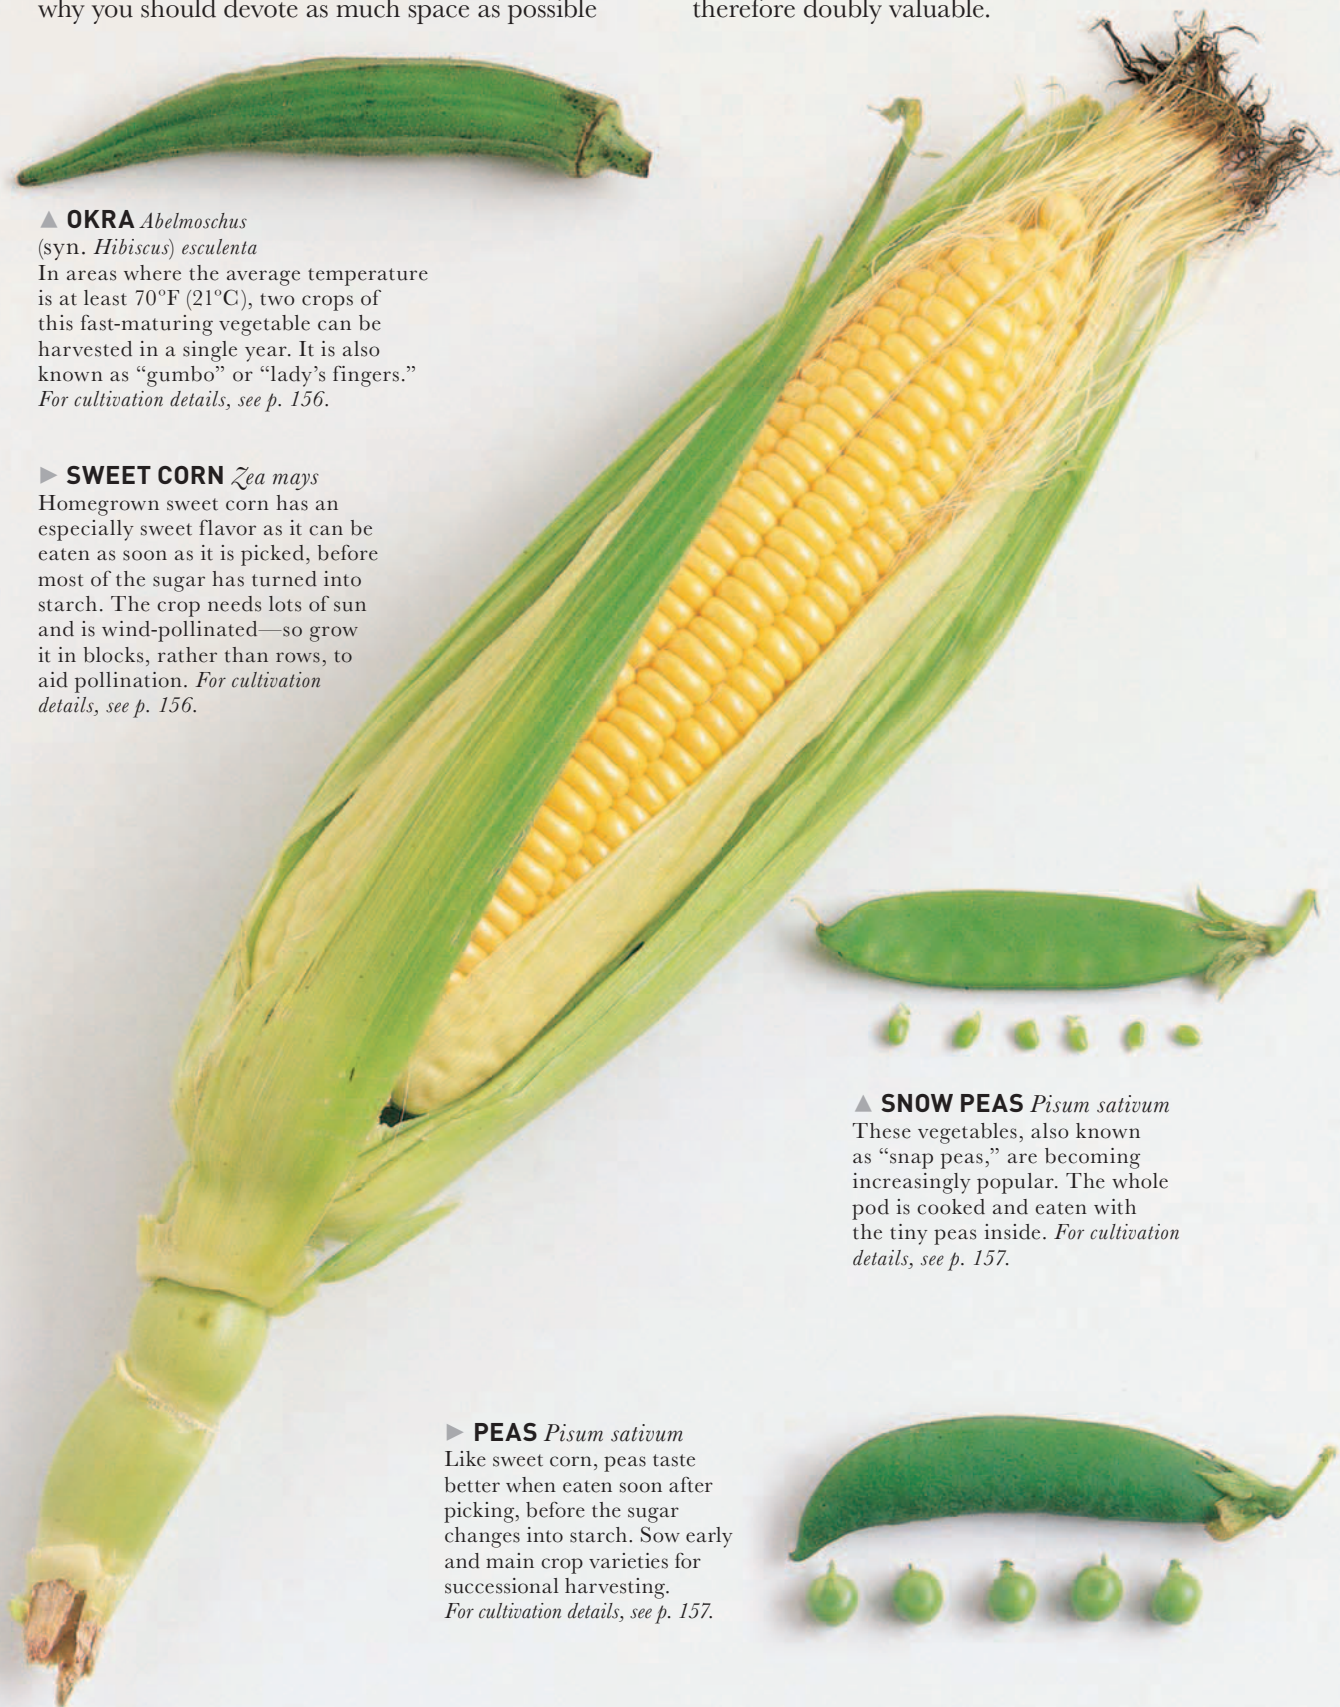 why you should devote as much space as possible
therefore doubly valuable.
▲ OKRA Abelmoschus
(syn. Hibiscus) esculenta
In areas where the average temperature
is at least 70°F (21°C), two crops of
this fast-maturing vegetable can be
harvested in a single year. It is also
known as “gumbo” or “lady’s fingers.”
For cultivation details, see p. 156.
► SWEET CORN Zea mays
Homegrown sweet corn has an
especially sweet flavor as it can be
eaten as soon as it is picked, before
most of the sugar has turned into
starch. The crop needs lots of sun
and is wind-pollinated—so grow
it in blocks, rather than rows, to
aid pollination. For cultivation
details, see p. 156.
▲ SNOW PEAS Pisum sativum
These vegetables, also known
as “snap peas,” are becoming
increasingly popular. The whole
pod is cooked and eaten with
the tiny peas inside. For cultivation
details, see p. 157.
► PEAS Pisum sativum
Like sweet corn, peas taste
better when eaten soon after
picking, before the sugar
changes into starch. Sow early
and main crop varieties for
successional harvesting.
For cultivation details, see p. 157.